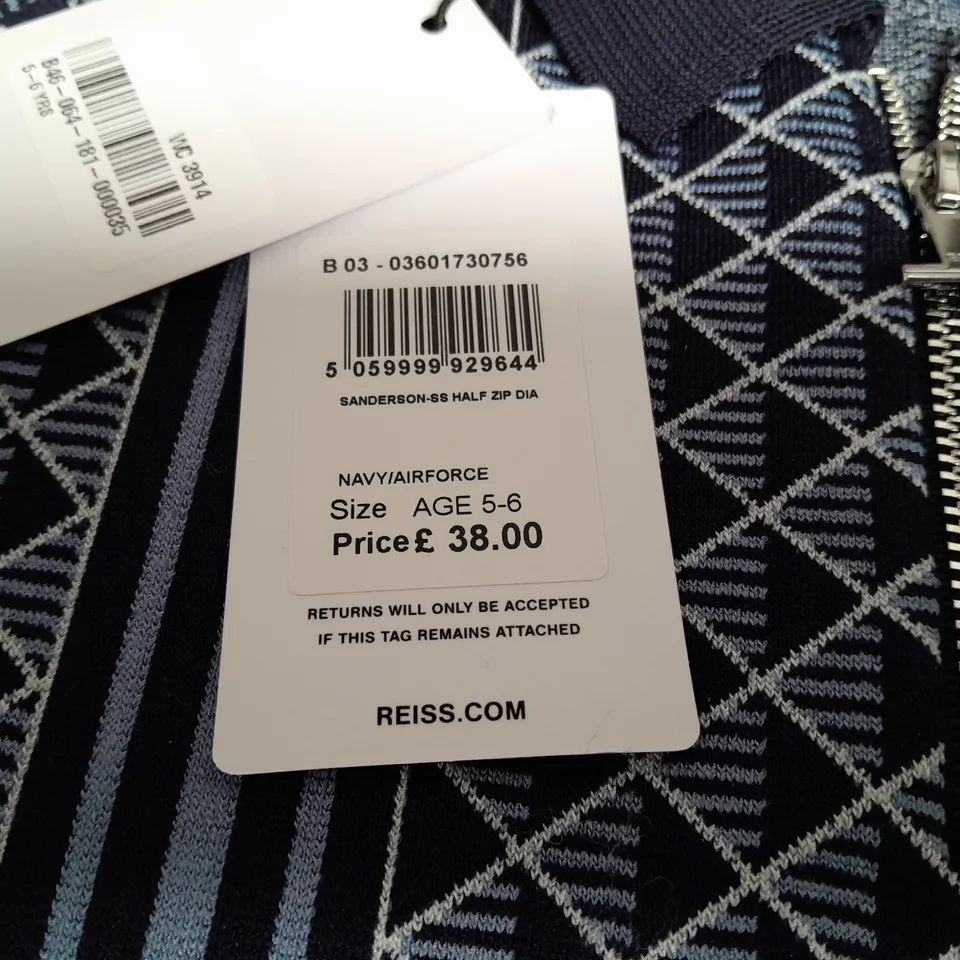 WC 3914
B46-064-181-000035
5-6 YRS
B 03 - 03601730756
5 059999 929644
SANDERSON-SS HALF ZIP DIA
NAVY/AIRFORCE
Size AGE 5-6
Price £ 38.00
RETURNS WILL ONLY BE ACCEPTED
IF THIS TAG REMAINS ATTACHED
REISS.COM